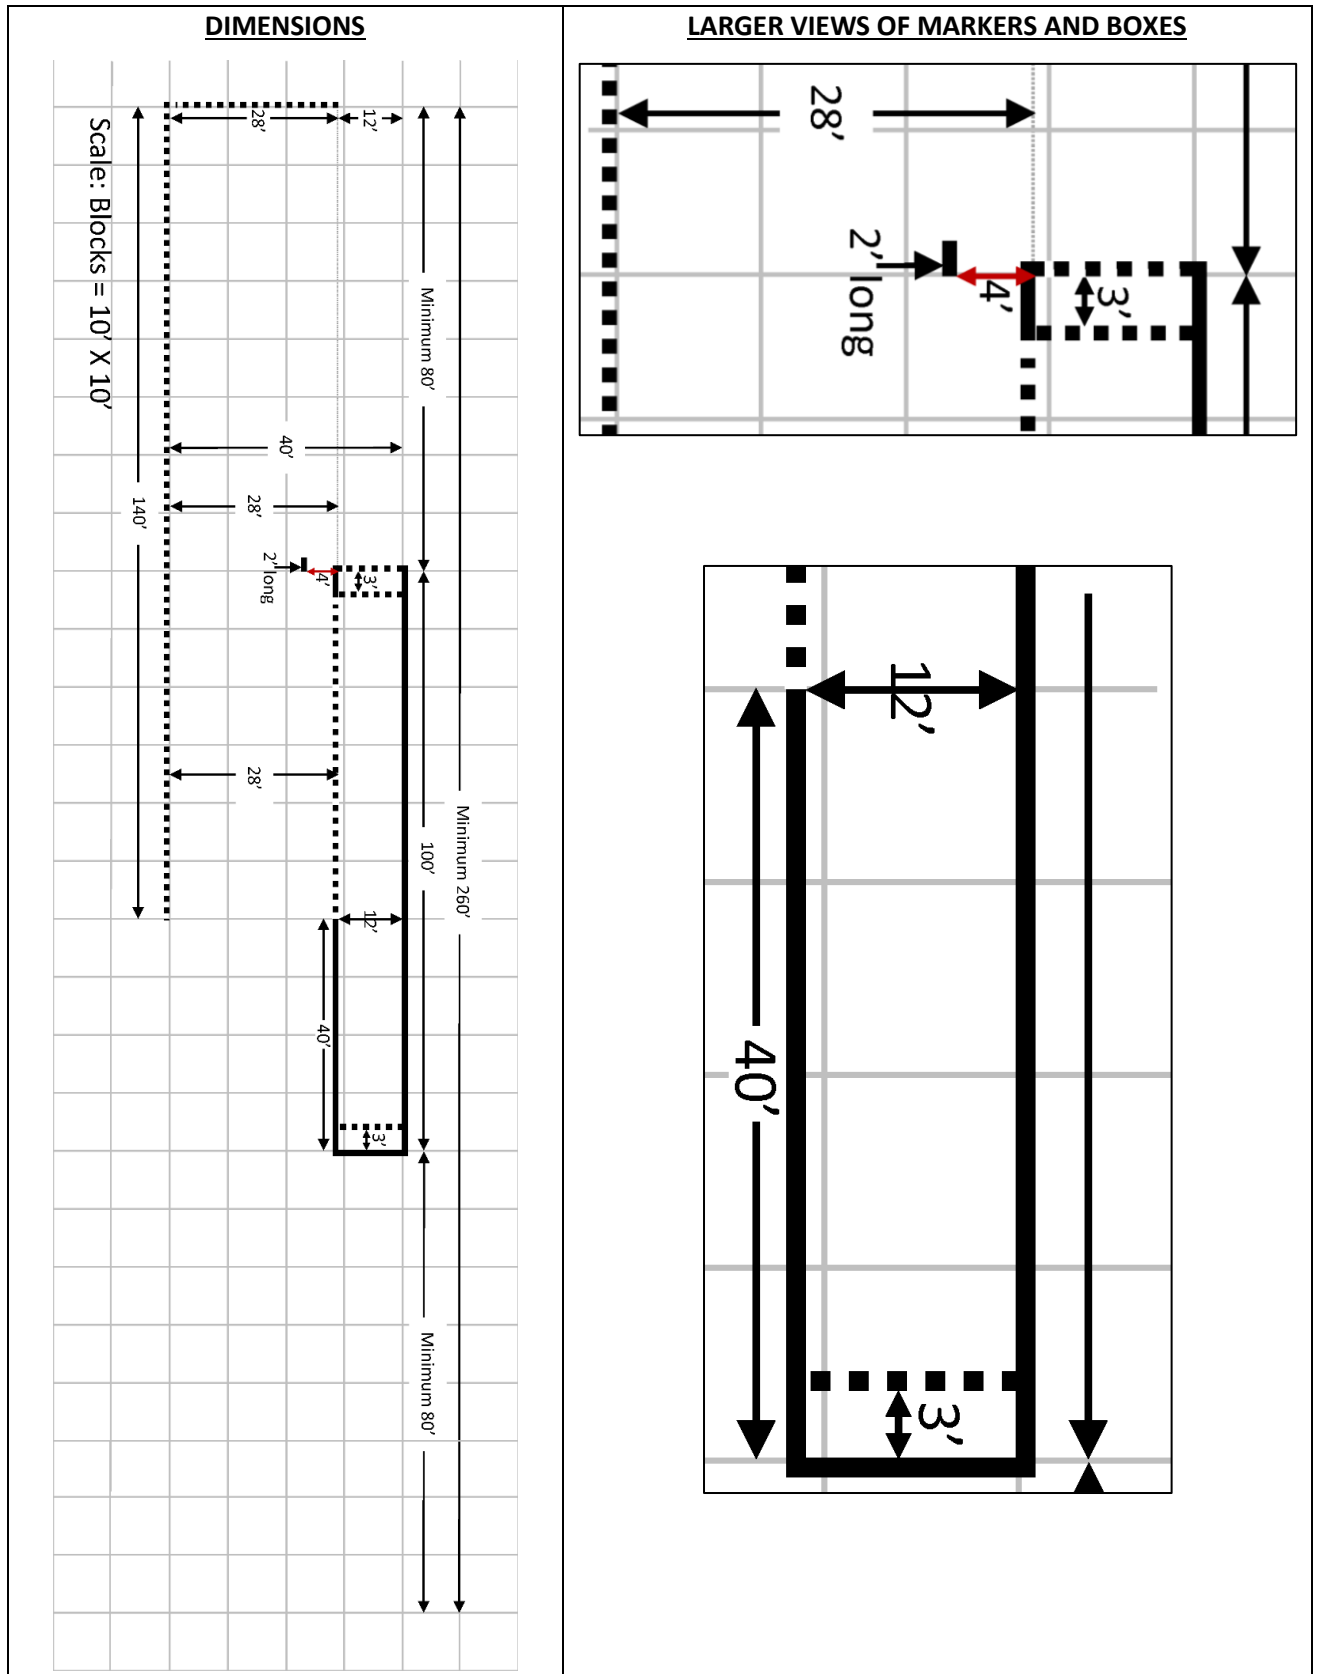 DIMENSIONS
LARGER VIEWS OF MARKERS AND BOXES
28’
12’
Scale: Blocks = 10’ X 10’
Minimum 80’
40’
28’
140’
2’ long
4’
3’
28’
Minimum 260’
100’
12’
40’
3’
Minimum 80’
28’
2’ long
4’
3’
12’
40’
3’